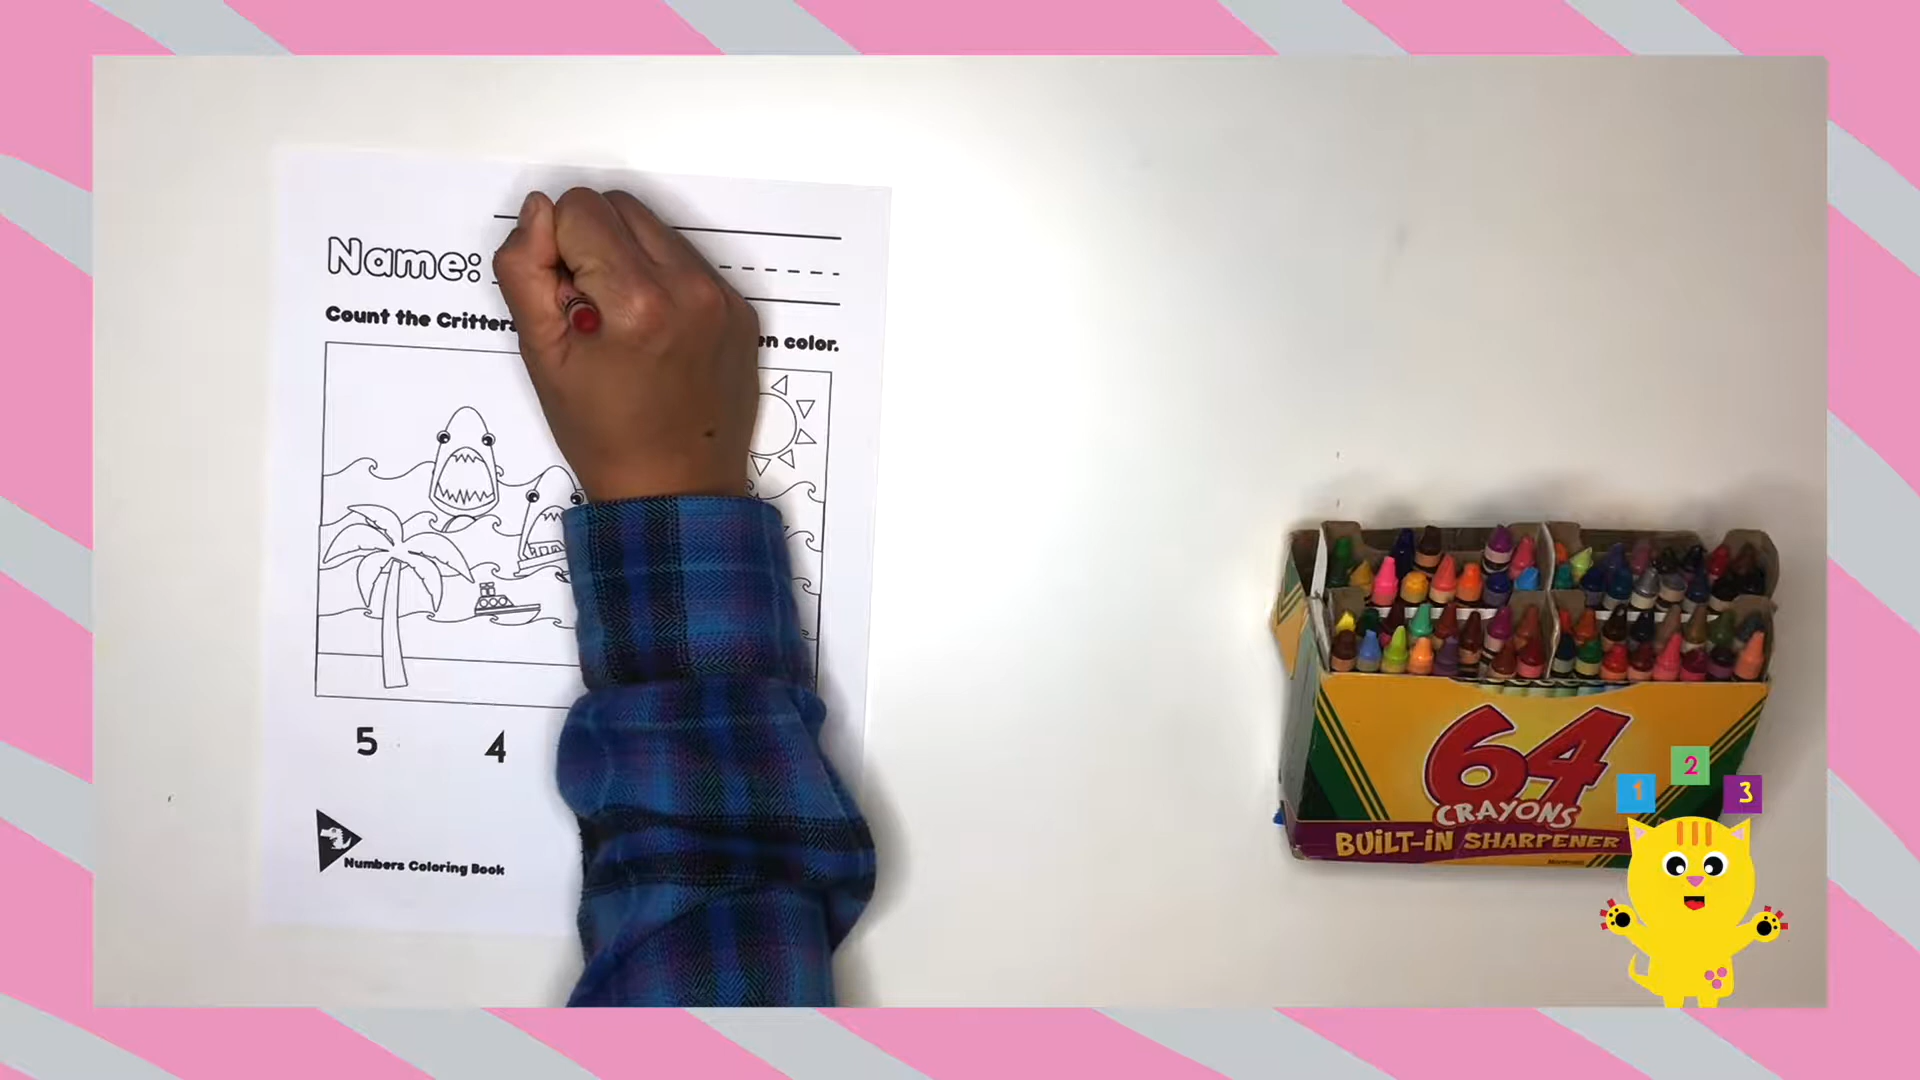 Name:
Count the Critters
en color.
5 4
Numbers Coloring Book
64
CRAYONS
BUILT-IN SHARPENER
1 2 3